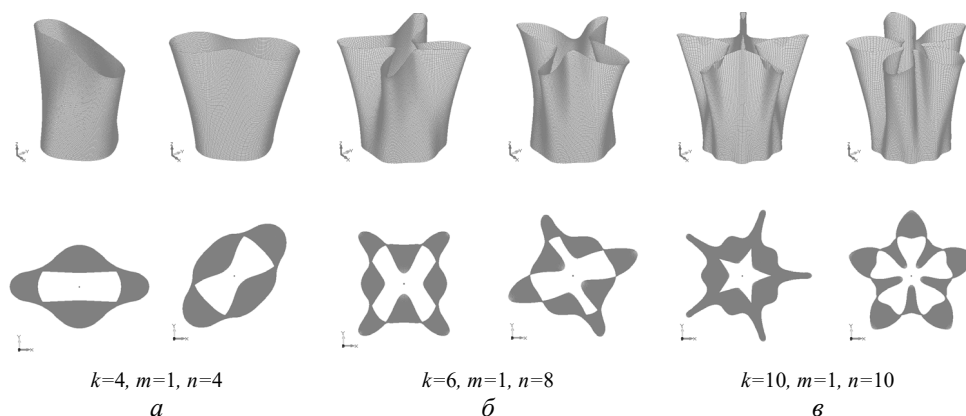 k=4, m=1, n=4
k=6, m=1, n=8
k=10, m=1, n=10
а
б
в